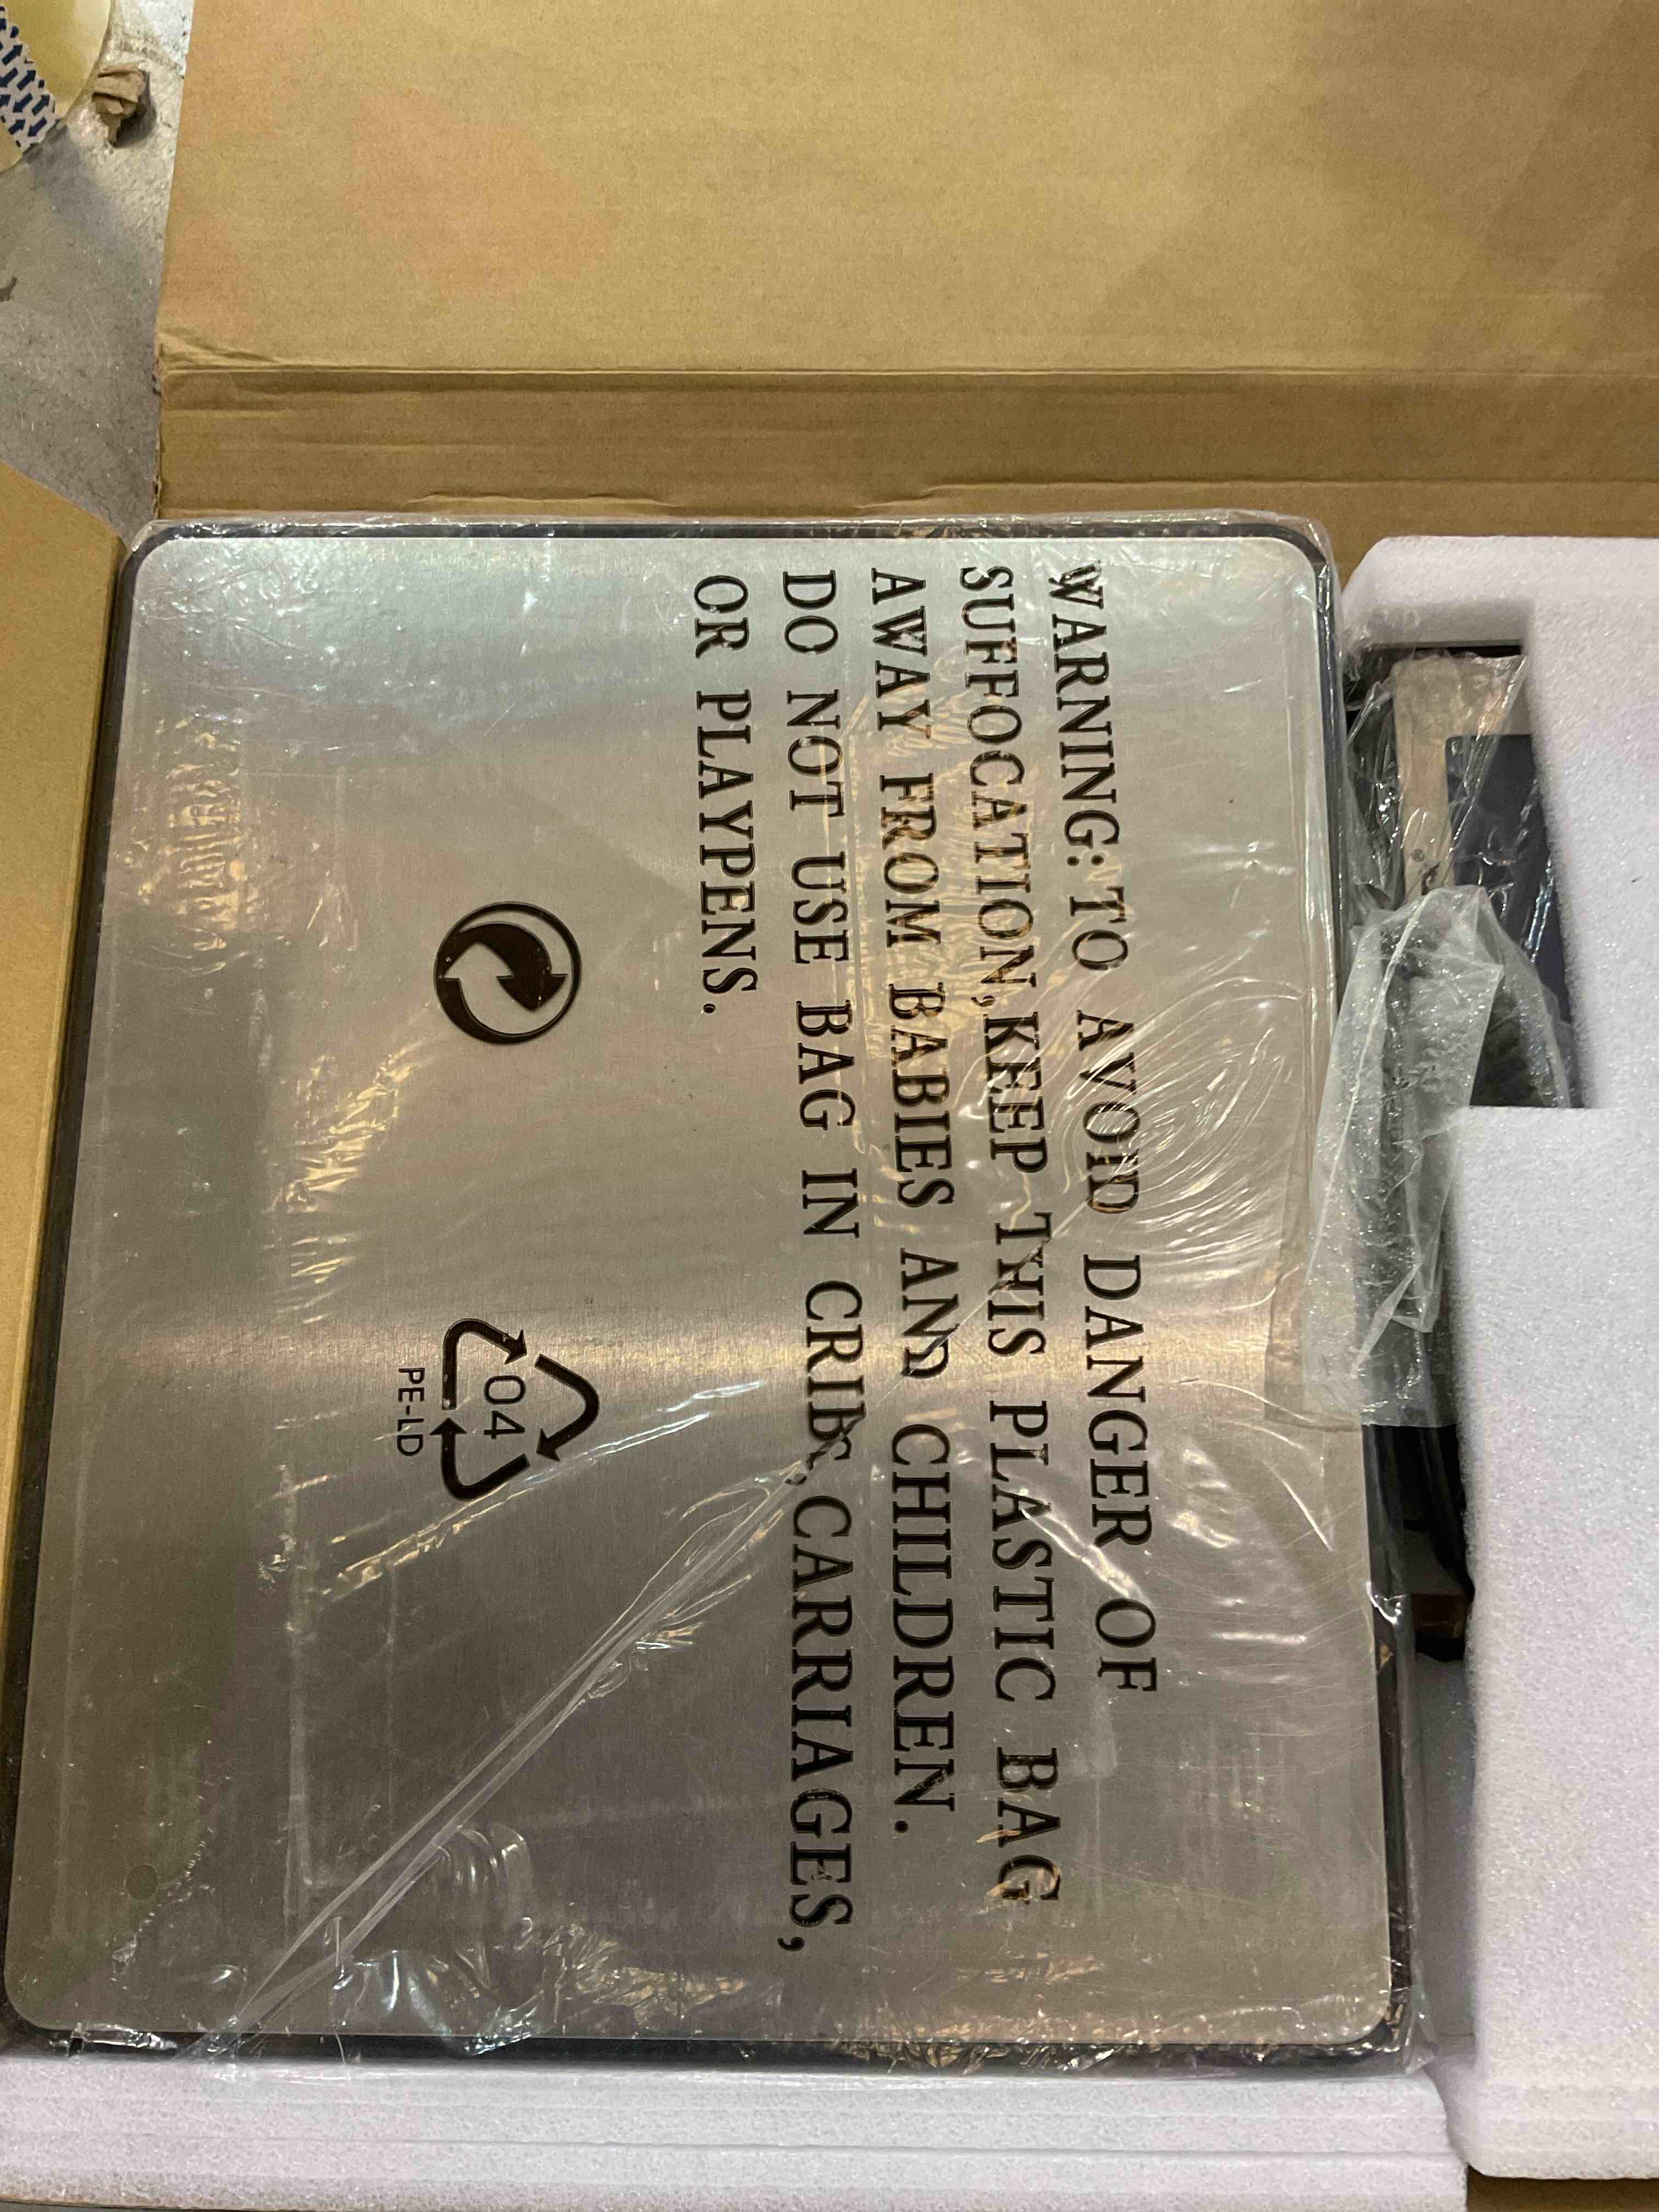 WARNING: TO AVOID DANGER OF
SUFFOCATION, KEEP THIS PLASTIC BAG
AWAY FROM BABIES AND CHILDREN.
DO NOT USE BAG IN CRIBS, CARRIAGES,
OR PLAYPENS.
04
PE-LD